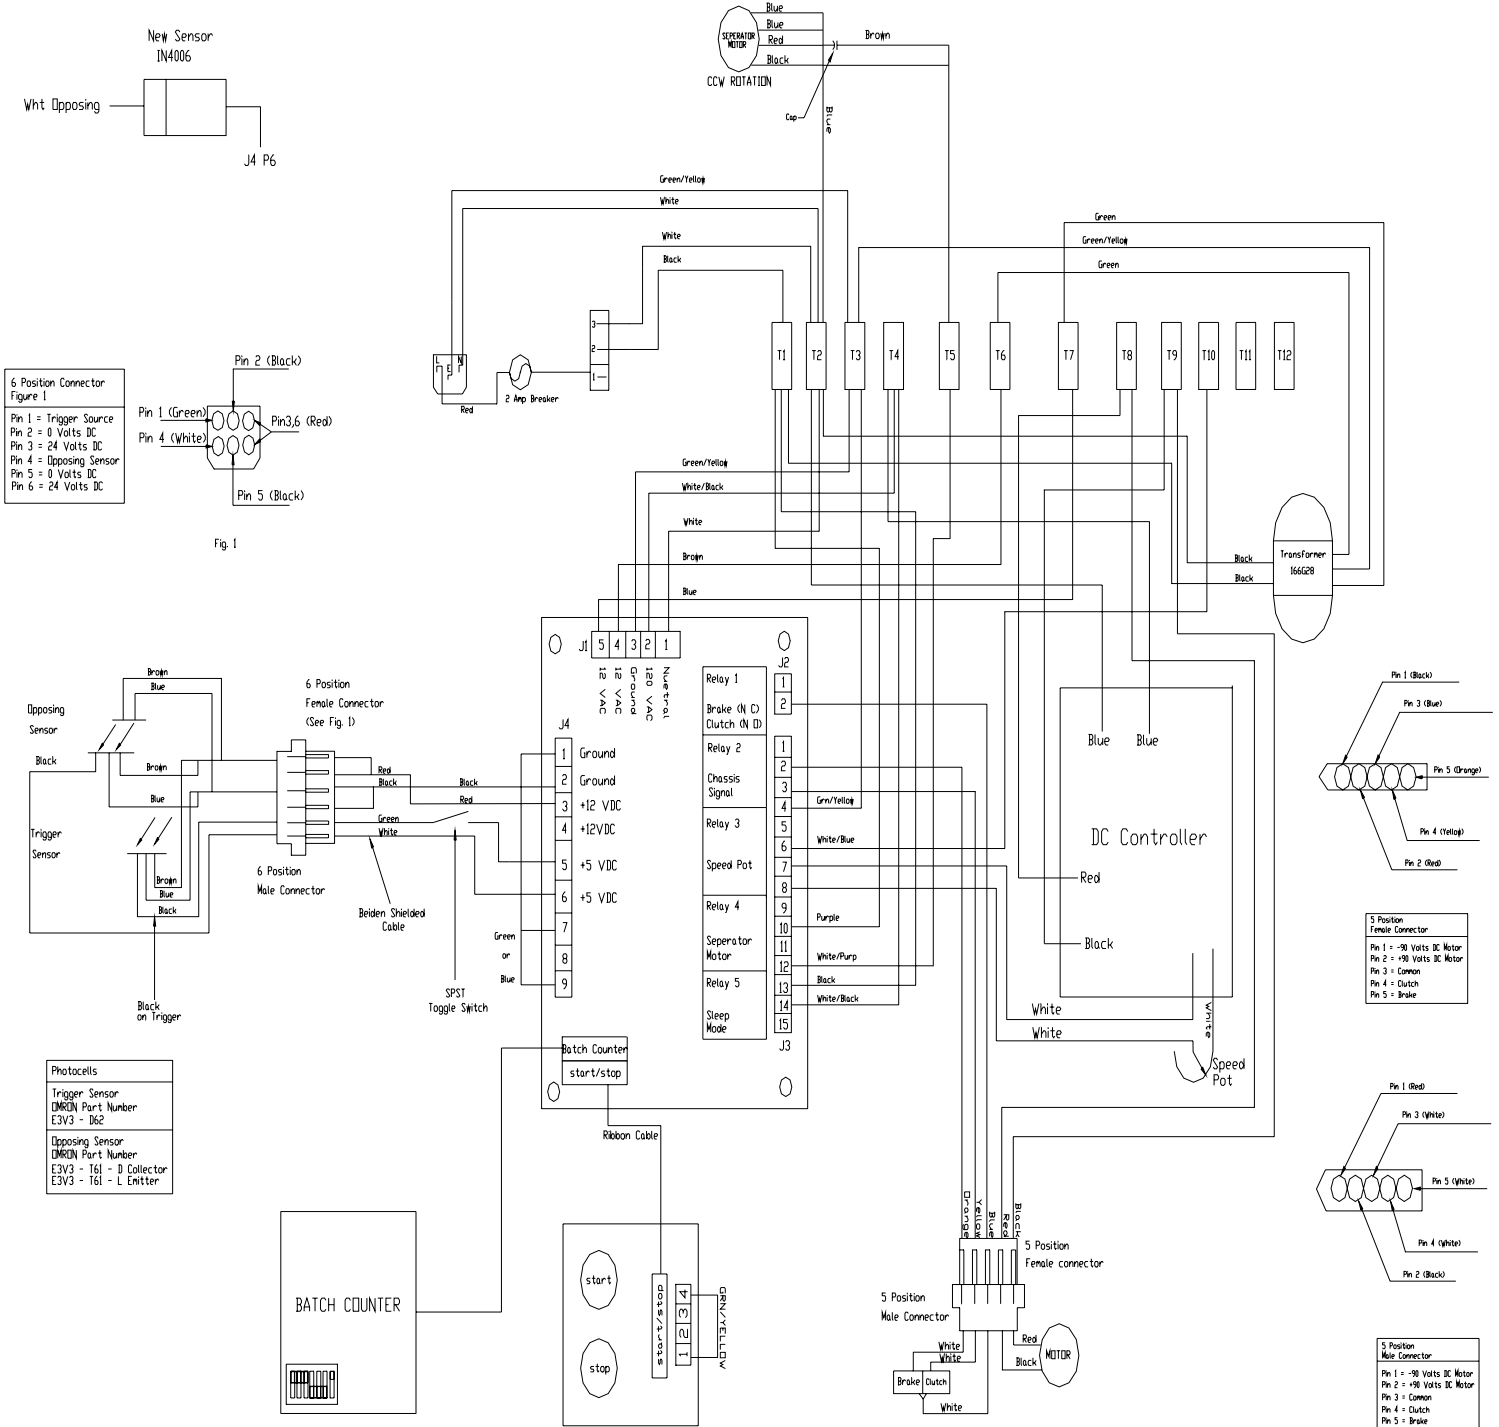 New Sensor
IN4006
Wht Opposing
J4 P6
Blue
Blue
Red
Black
Brown
SEPERATOR
MOTOR
CCW ROTATION
Cap
Blue
Green/Yellow
White
White
Black
Green
Green/Yellow
Green
3
2
1
L
E
N
Red
2 Amp Breaker
T1
T2
T3
T4
T5
T6
T7
T8
T9
T10
T11
T12
6 Position Connector
Figure 1
Pin 1 = Trigger Source
Pin 2 = 0 Volts DC
Pin 3 = 24 Volts DC
Pin 4 = Opposing Sensor
Pin 5 = 0 Volts DC
Pin 6 = 24 Volts DC
Pin 2 (Black)
Pin 1 (Green)
Pin3,6 (Red)
Pin 4 (White)
Pin 5 (Black)
Fig. 1
Green/Yellow
White/Black
White
Brown
Blue
Black
Black
Transformer
166G28
J1
5
4
3
2
1
12 VAC
12 VAC
Ground
120 VAC
Nuetral
J2
1
2
Relay 1
Brake (N C)
Clutch (N O)
Relay 2
Chassis
Signal
Relay 3
Speed Pot
Relay 4
Seperator
Motor
Relay 5
Sleep
Mode
1
2
3
4
5
6
7
8
9
10
11
12
13
14
15
J3
Grn/Yellow
White/Blue
Purple
White/Purp
Black
White/Black
J4
1 Ground
2 Ground
3 +12 VDC
4 +12VDC
5 +5 VDC
6 +5 VDC
7
8
9
Green
or
Blue
Brown
Blue
Opposing
Sensor
Black
Brown
Blue
Trigger
Sensor
Brown
Blue
Black
Black
on Trigger
6 Position
Female Connector
(See Fig. 1)
6 Position
Male Connector
Red
Black
Black
Red
Green
White
Beiden Shielded
Cable
SPST
Toggle Switch
Blue
Blue
DC Controller
Red
Black
White
White
White
Speed
Pot
Pin 1 (Black)
Pin 3 (Blue)
Pin 5 (Orange)
Pin 4 (Yellow)
Pin 2 (Red)
5 Position
Female Connector
Pin 1 = -90 Volts DC Motor
Pin 2 = +90 Volts DC Motor
Pin 3 = Common
Pin 4 = Clutch
Pin 5 = Brake
Photocells
Trigger Sensor
OMRON Part Number
E3V3 - D62
Opposing Sensor
OMRON Part Number
E3V3 - T61 - D Collector
E3V3 - T61 - L Emitter
Batch Counter
start/stop
Ribbon Cable
BATCH COUNTER
start
stop
stop/start
4
3
2
1
GRN/YELLOW
Orange
Yellow
Blue
Red
Black
5 Position
Female connector
5 Position
Male Connector
White
White
Brake
Clutch
White
Red
Black
MOTOR
Pin 1 (Red)
Pin 3 (White)
Pin 5 (White)
Pin 4 (White)
Pin 2 (Black)
5 Position
Male Connector
Pin 1 = -90 Volts DC Motor
Pin 2 = +90 Volts DC Motor
Pin 3 = Common
Pin 4 = Clutch
Pin 5 = Brake